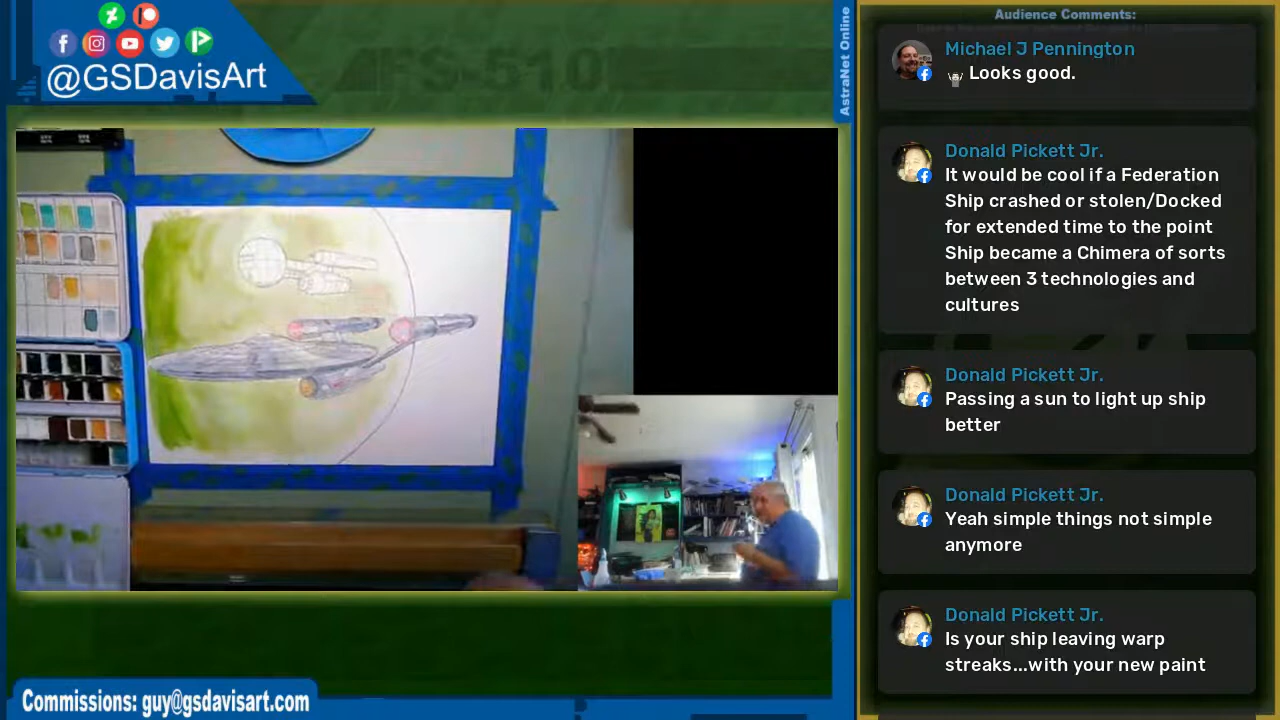 @GSDavisArt
AstraNet Online
Audience Comments:
Michael J Pennington
Looks good.
Donald Pickett Jr.
It would be cool if a Federation
Ship crashed or stolen/Docked
for extended time to the point
Ship became a Chimera of sorts
between 3 technologies and
cultures
Donald Pickett Jr.
Passing a sun to light up ship
better
Donald Pickett Jr.
Yeah simple things not simple
anymore
Donald Pickett Jr.
Is your ship leaving warp
streaks...with your new paint
Commissions: guy@gsdavisart.com